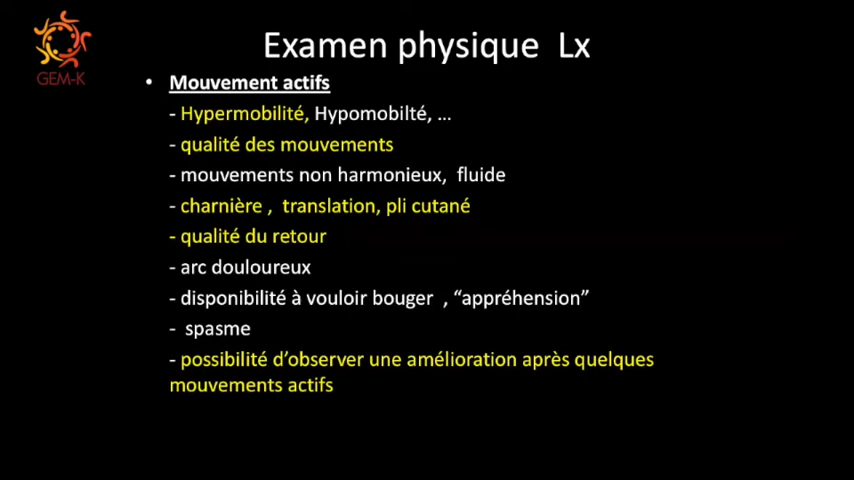 GEM-K
Examen physique Lx
• Mouvement actifs
- Hypermobilité, Hypomobilté, ...
- qualité des mouvements
- mouvements non harmonieux, fluide
- charnière , translation, pli cutané
- qualité du retour
- arc douloureux
- disponibilité à vouloir bouger , “appréhension”
- spasme
- possibilité d’observer une amélioration après quelques
mouvements actifs